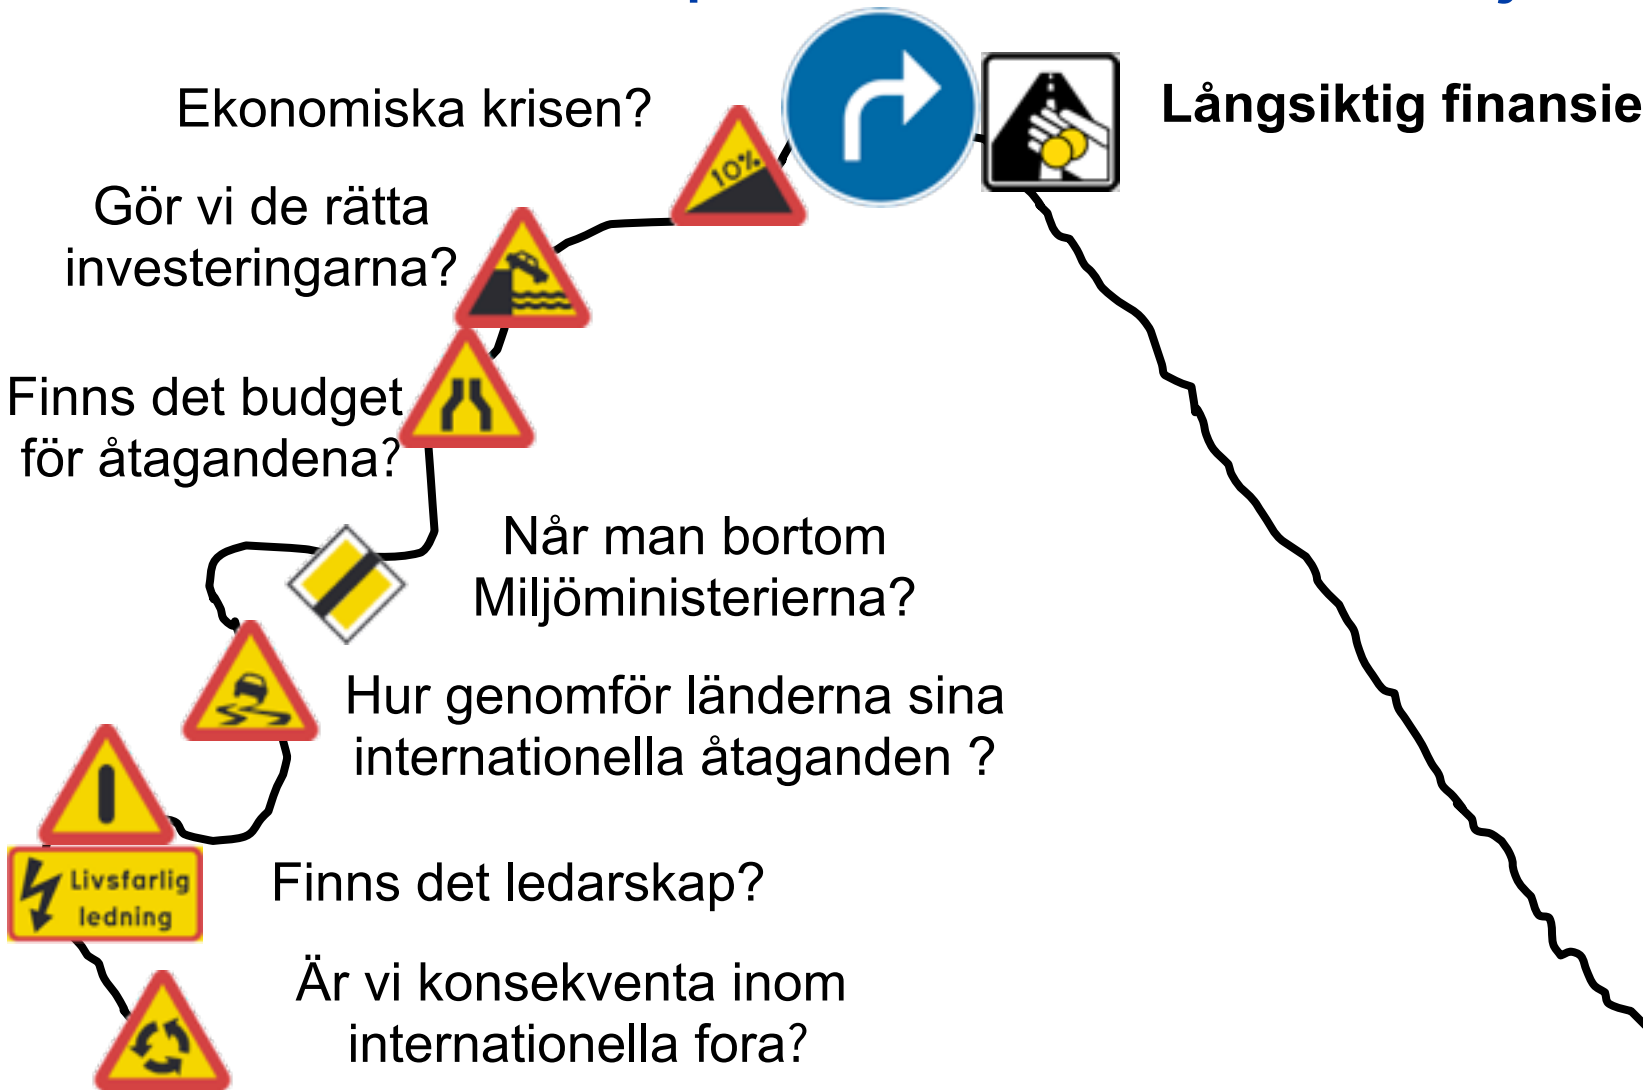 Ekonomiska krisen?
10%
Långsiktig finansie
Gör vi de rätta
investeringarna?
Finns det budget
för åtagandena?
Når man bortom
Miljöministerierna?
Hur genomför länderna sina
internationella åtaganden ?
Livsfarlig
ledning
Finns det ledarskap?
Är vi konsekventa inom
internationella fora?